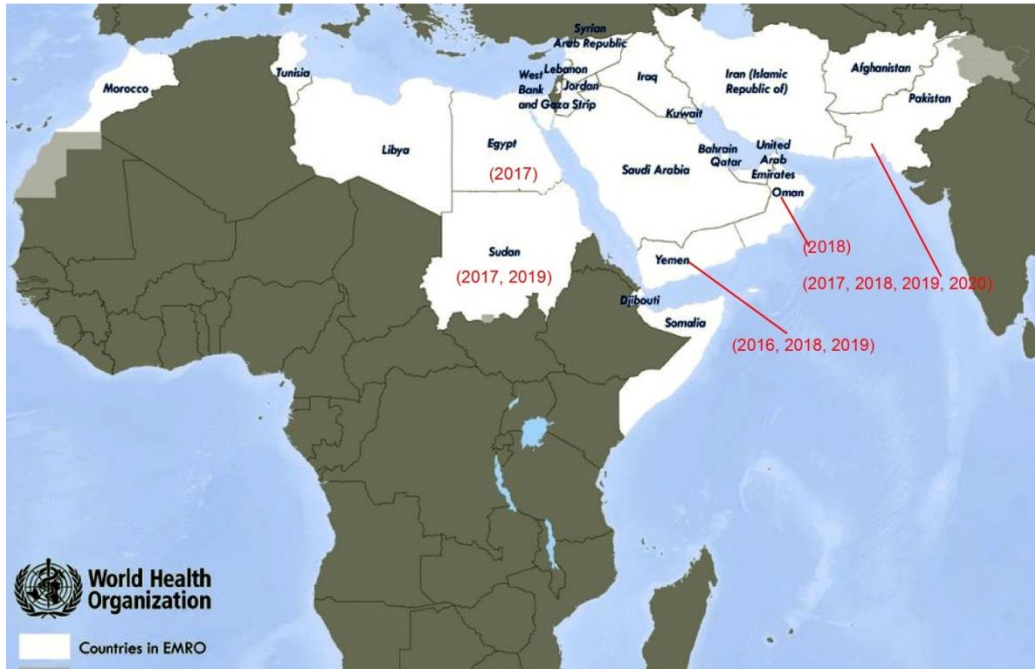 Syrian
Arab Republic
Tunisia
Lebanon
West
Bank
and Gaza Strip
Jordan
Iraq
Iran (Islamic
Republic of)
Afghanistan
Morocco
Pakistan
Kuwait
Libya
Egypt
(2017)
Bahrain
Qatar
United
Arab
Emirates
Saudi Arabia
Oman
(2018)
Sudan
(2017, 2019)
Yemen
(2017, 2018, 2019, 2020)
Djibouti
Somalia
(2016, 2018, 2019)
World Health
Organization
Countries in EMRO